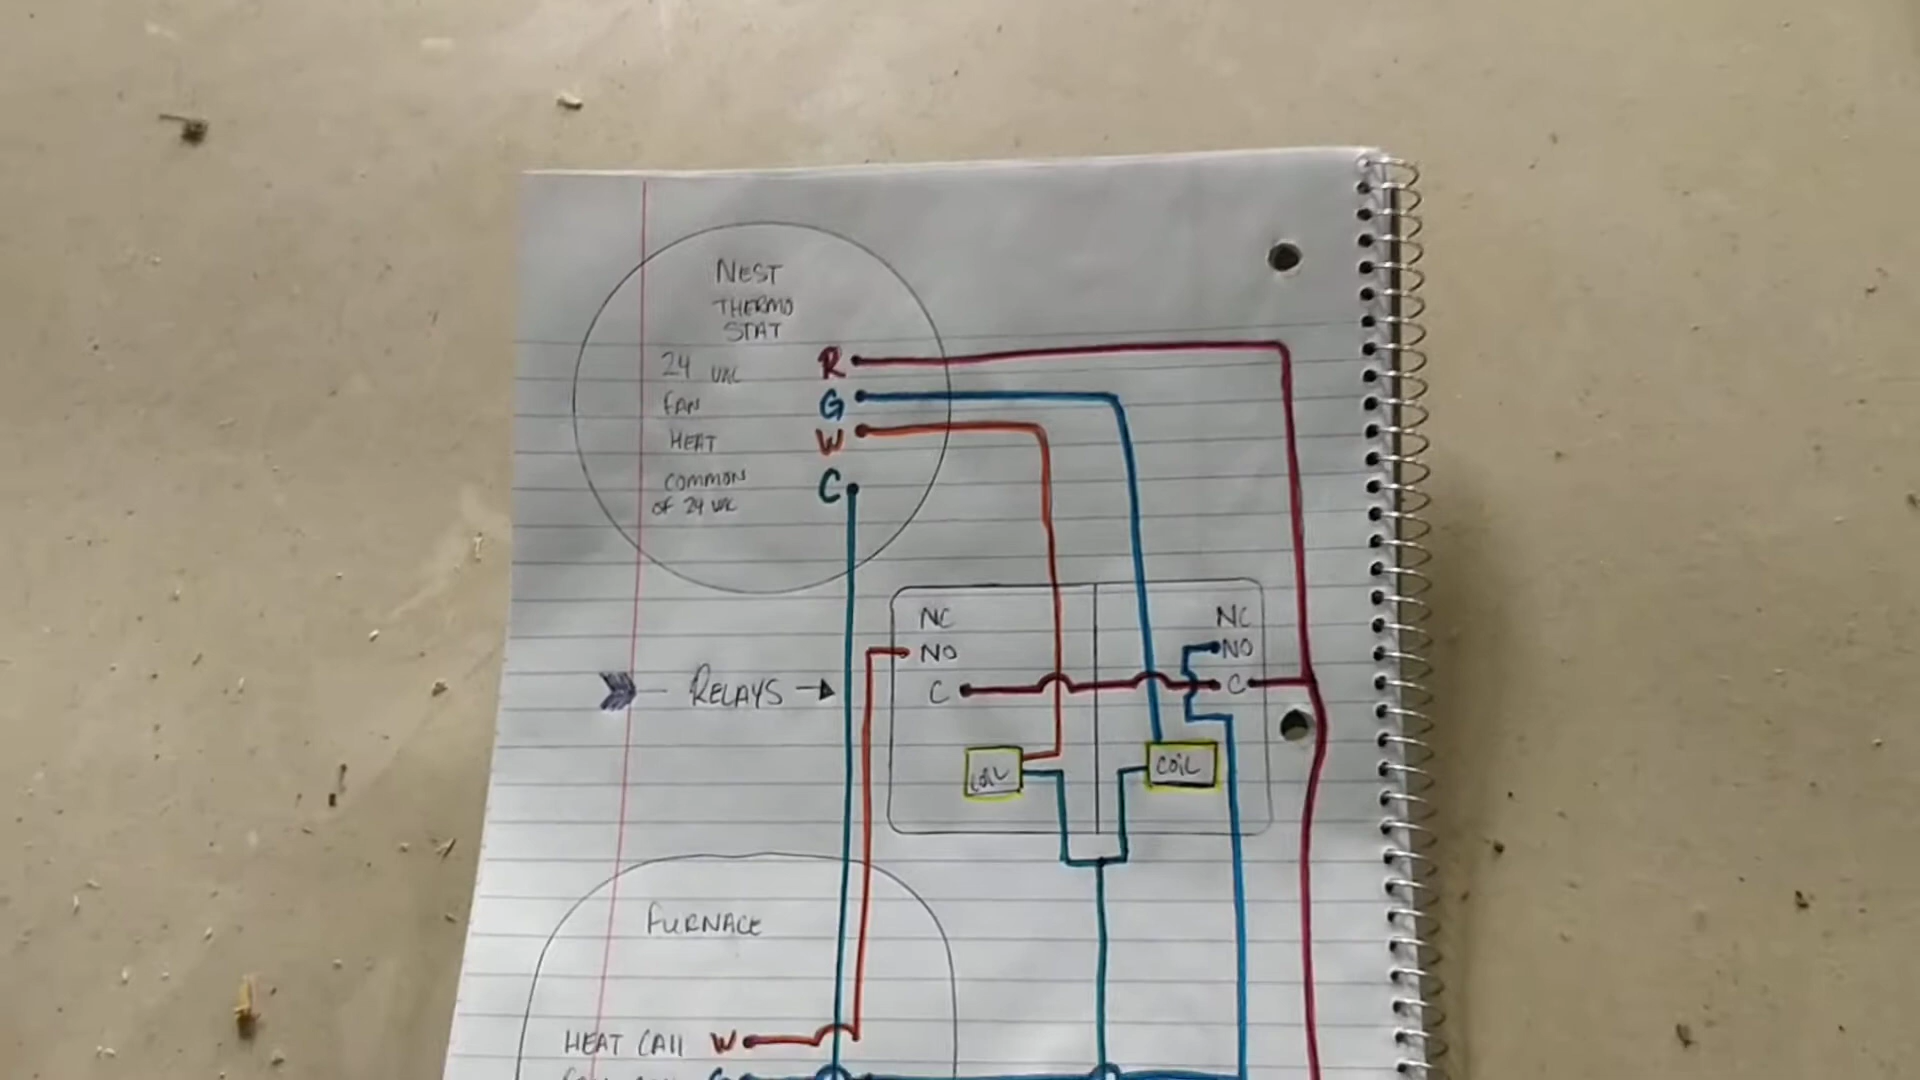 NEST
THERMO
STAT
24 VAC R
FAN G
HEAT W
COMMON C
OF 24 VAC
NC NC
NO NO
RELAYS C C
COIL COIL
FURNACE
HEAT CALL W